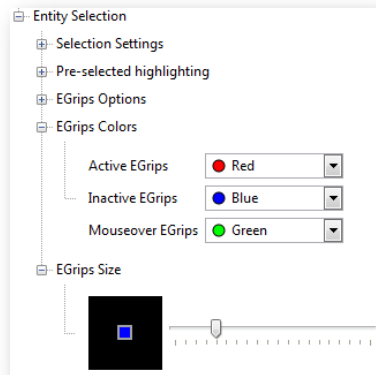 Entity Selection
Selection Settings
Pre-selected highlighting
EGrips Options
EGrips Colors
Active EGrips Red
Inactive EGrips Blue
Mouseover EGrips Green
EGrips Size